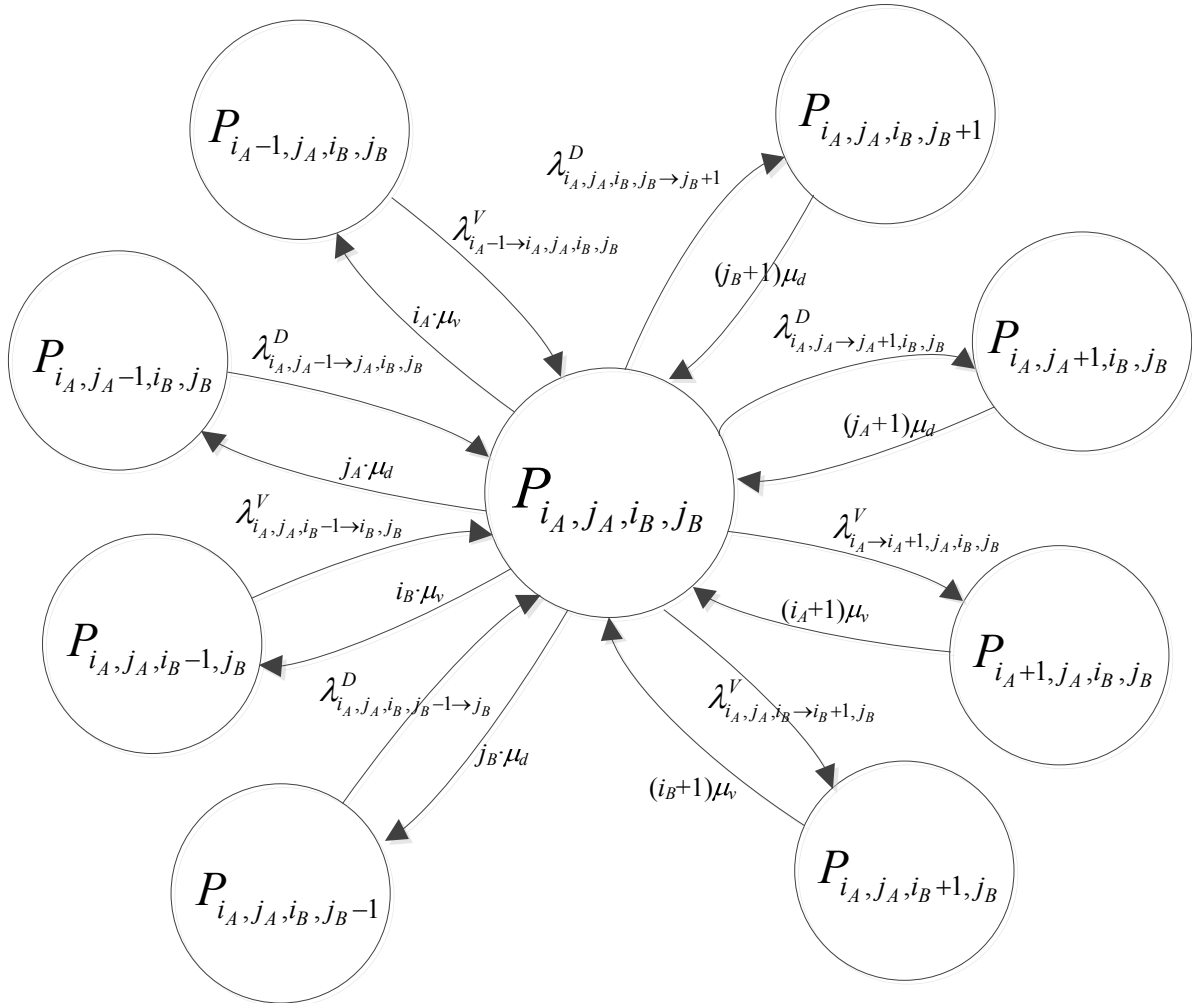 P_{i_A−1,j_A,i_B,j_B}
P_{i_A,j_A,i_B,j_B+1}
λ^D_{i_A,j_A,i_B,j_B→j_B+1}
λ^V_{i_A−1→i_A,j_A,i_B,j_B}
(j_B+1)μ_d
i_A·μ_v
λ^D_{i_A,j_A→j_A+1,i_B,j_B}
P_{i_A,j_A−1,i_B,j_B}
λ^D_{i_A,j_A−1→j_A,i_B,j_B}
P_{i_A,j_A+1,i_B,j_B}
(j_A+1)μ_d
j_A·μ_d
P_{i_A,j_A,i_B,j_B}
λ^V_{i_A,j_A,i_B−1→i_B,j_B}
λ^V_{i_A→i_A+1,j_A,i_B,j_B}
i_B·μ_v
(i_A+1)μ_v
P_{i_A,j_A,i_B−1,j_B}
P_{i_A+1,j_A,i_B,j_B}
λ^D_{i_A,j_A,i_B,j_B−1→j_B}
λ^V_{i_A,j_A,i_B→i_B+1,j_B}
j_B·μ_d
(i_B+1)μ_v
P_{i_A,j_A,i_B,j_B−1}
P_{i_A,j_A,i_B+1,j_B}